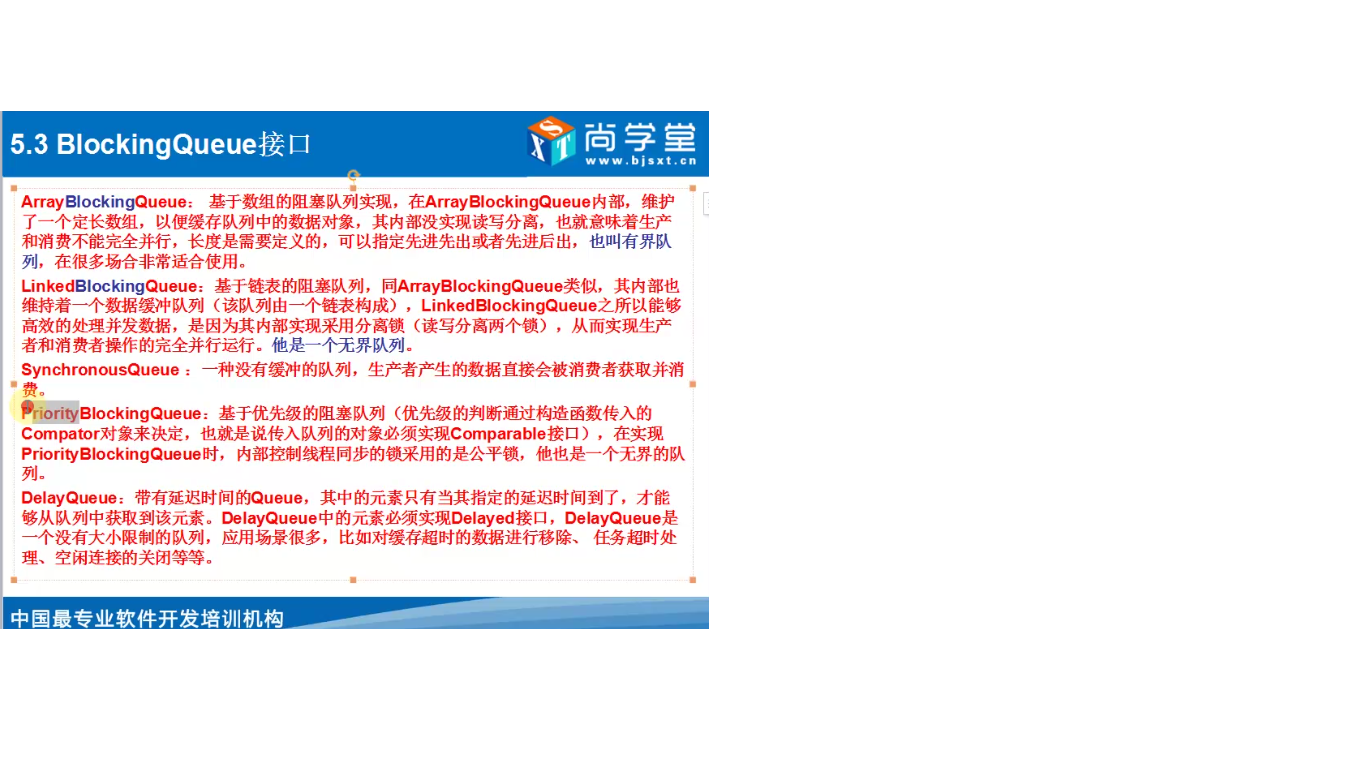 5.3 BlockingQueue接口
SXT
尚学堂
www.bjsxt.cn
ArrayBlockingQueue： 基于数组的阻塞队列实现，在ArrayBlockingQueue内部，维护
了一个定长数组，以便缓存队列中的数据对象，其内部没实现读写分离，也就意味着生产
和消费不能完全并行，长度是需要定义的，可以指定先进先出或者先进后出，也叫有界队
列，在很多场合非常适合使用。
LinkedBlockingQueue：基于链表的阻塞队列，同ArrayBlockingQueue类似，其内部也
维持着一个数据缓冲队列（该队列由一个链表构成），LinkedBlockingQueue之所以能够
高效的处理并发数据，是因为其内部实现采用分离锁（读写分离两个锁），从而实现生产
者和消费者操作的完全并行运行。他是一个无界队列。
SynchronousQueue ：一种没有缓冲的队列，生产者产生的数据直接会被消费者获取并消
费。
PriorityBlockingQueue：基于优先级的阻塞队列（优先级的判断通过构造函数传入的
Compator对象来决定，也就是说传入队列的对象必须实现Comparable接口），在实现
PriorityBlockingQueue时，内部控制线程同步的锁采用的是公平锁，他也是一个无界的队
列。
DelayQueue：带有延迟时间的Queue，其中的元素只有当其指定的延迟时间到了，才能
够从队列中获取到该元素。DelayQueue中的元素必须实现Delayed接口，DelayQueue是
一个没有大小限制的队列，应用场景很多，比如对缓存超时的数据进行移除、 任务超时处
理、空闲连接的关闭等等。
中国最专业软件开发培训机构